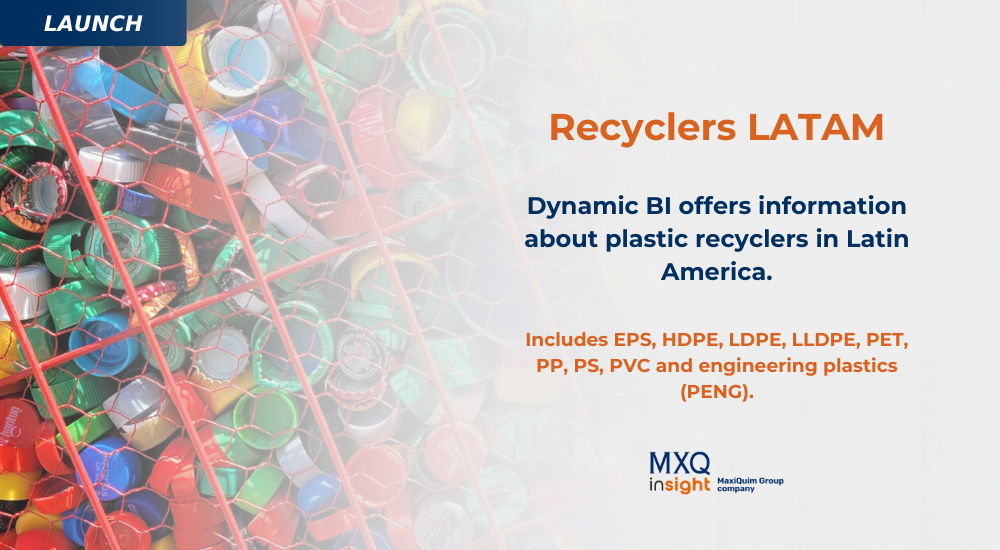 LAUNCH
Recyclers LATAM
Dynamic BI offers information
about plastic recyclers in Latin
America.
Includes EPS, HDPE, LDPE, LLDPE, PET,
PP, PS, PVC and engineering plastics
(PENG).
MXQ
insight
MaxiQuim Group
company